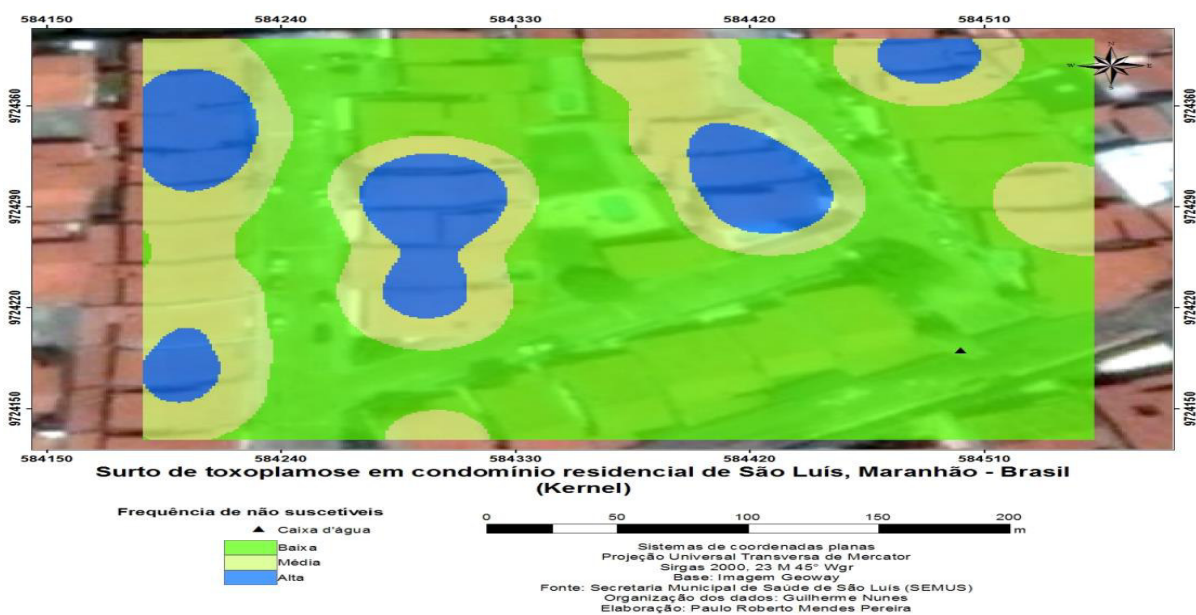 584150 584240 584330 584420 584510
N
W E
S
9724360 9724360
9724290 9724290
9724220 9724220
9724150 9724150
584150 584240 584330 584420 584510
Surto de toxoplamose em condomínio residencial de São Luís, Maranhão - Brasil
(Kernel)
Frequência de não suscetíveis
Caixa d'água
Baixa
Média
Alta
0 50 100 150 200
m
Sistemas de coordenadas planas
Projeção Universal Transversa de Mercator
Sirgas 2000, 23 M 45° Wgr
Base: Imagem Geoway
Fonte: Secretaria Municipal de Saúde de São Luís (SEMUS)
Organização dos dados: Guilherme Nunes
Elaboração: Paulo Roberto Mendes Pereira